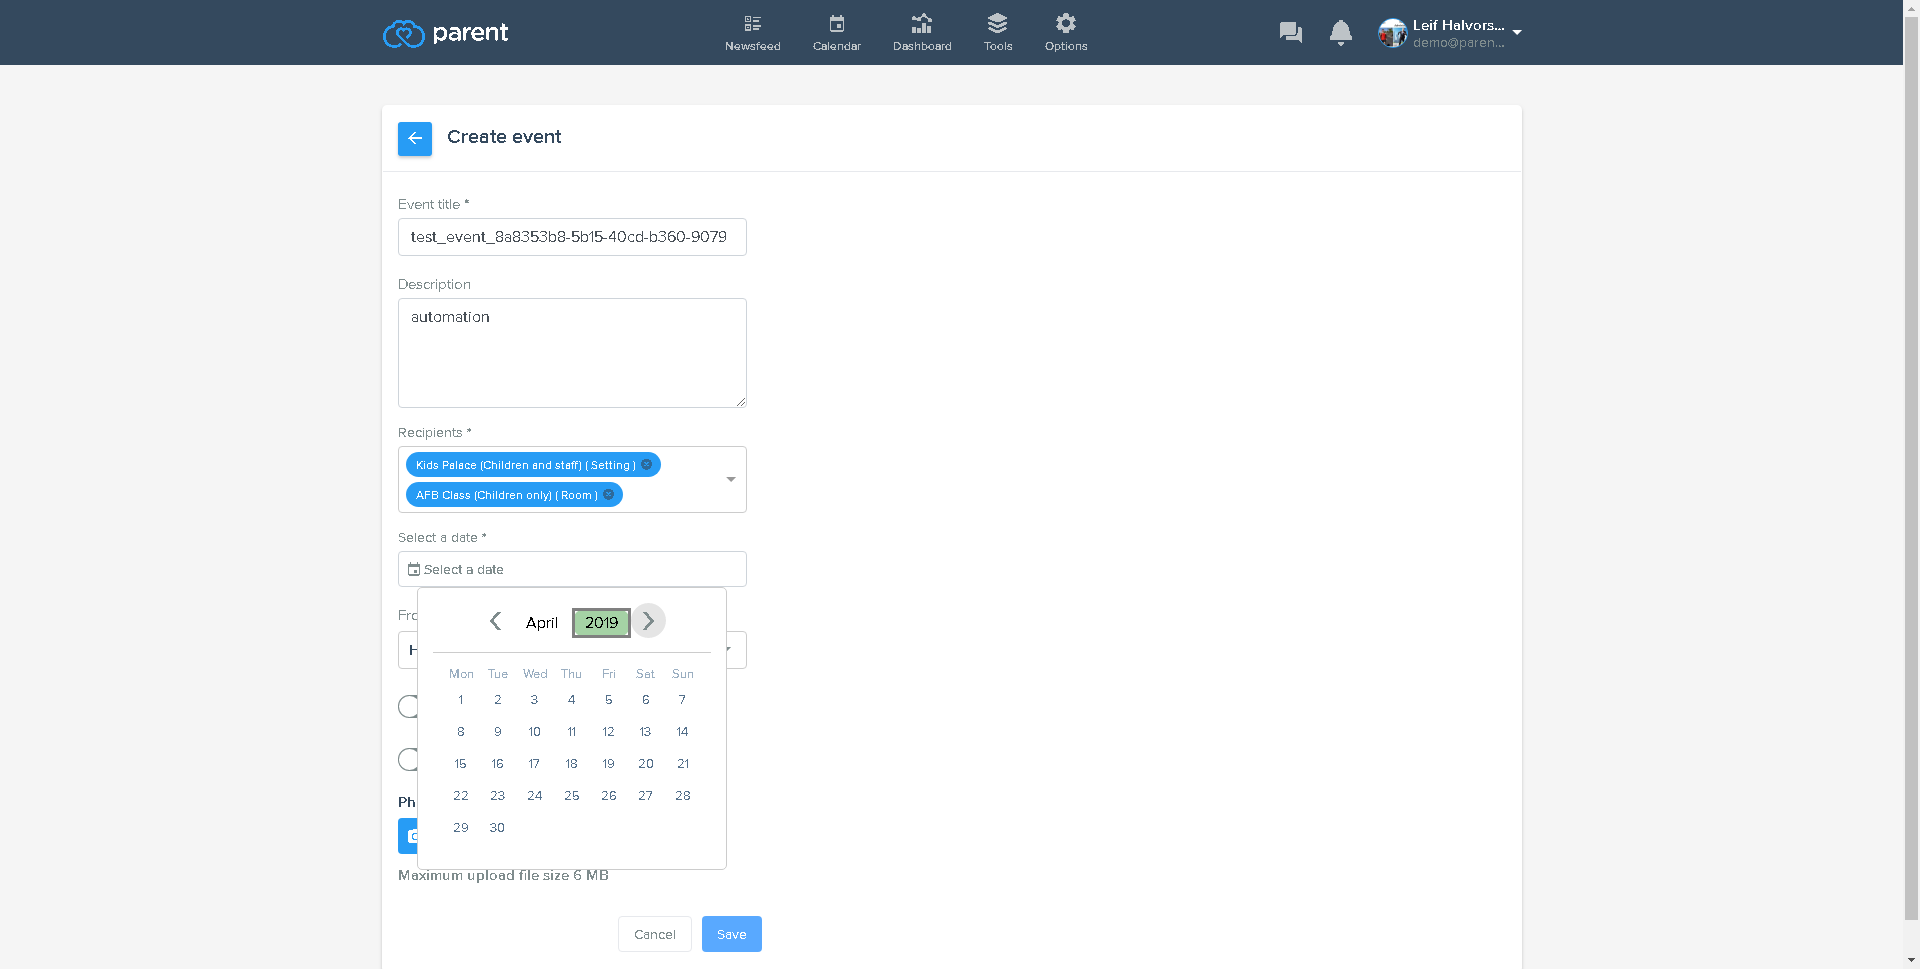 parent
Newsfeed
Calendar
Dashboard
Tools
Options
Leif Halvors...
demo@paren...
Create event
Event title *
test_event_8a8353b8-5b15-40cd-b360-9079
Description
automation
Recipients *
Kids Palace (Children and staff) ( Setting )
AFB Class (Children only) ( Room )
Select a date *
Select a date
April 2019
Mon Tue Wed Thu Fri Sat Sun
1 2 3 4 5 6 7
8 9 10 11 12 13 14
15 16 17 18 19 20 21
22 23 24 25 26 27 28
29 30
Maximum upload file size 6 MB
Cancel
Save